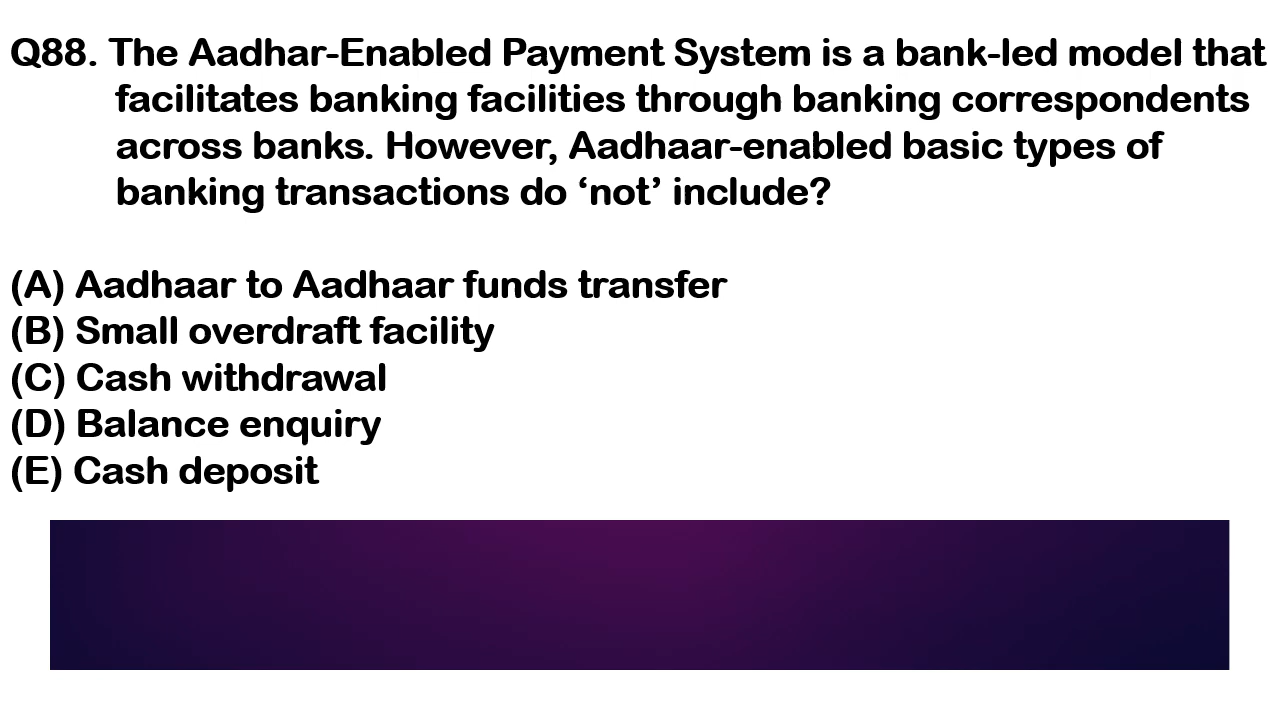 Q88. The Aadhar-Enabled Payment System is a bank-led model that
facilitates banking facilities through banking correspondents
across banks. However, Aadhaar-enabled basic types of
banking transactions do ‘not’ include?
(A) Aadhaar to Aadhaar funds transfer
(B) Small overdraft facility
(C) Cash withdrawal
(D) Balance enquiry
(E) Cash deposit